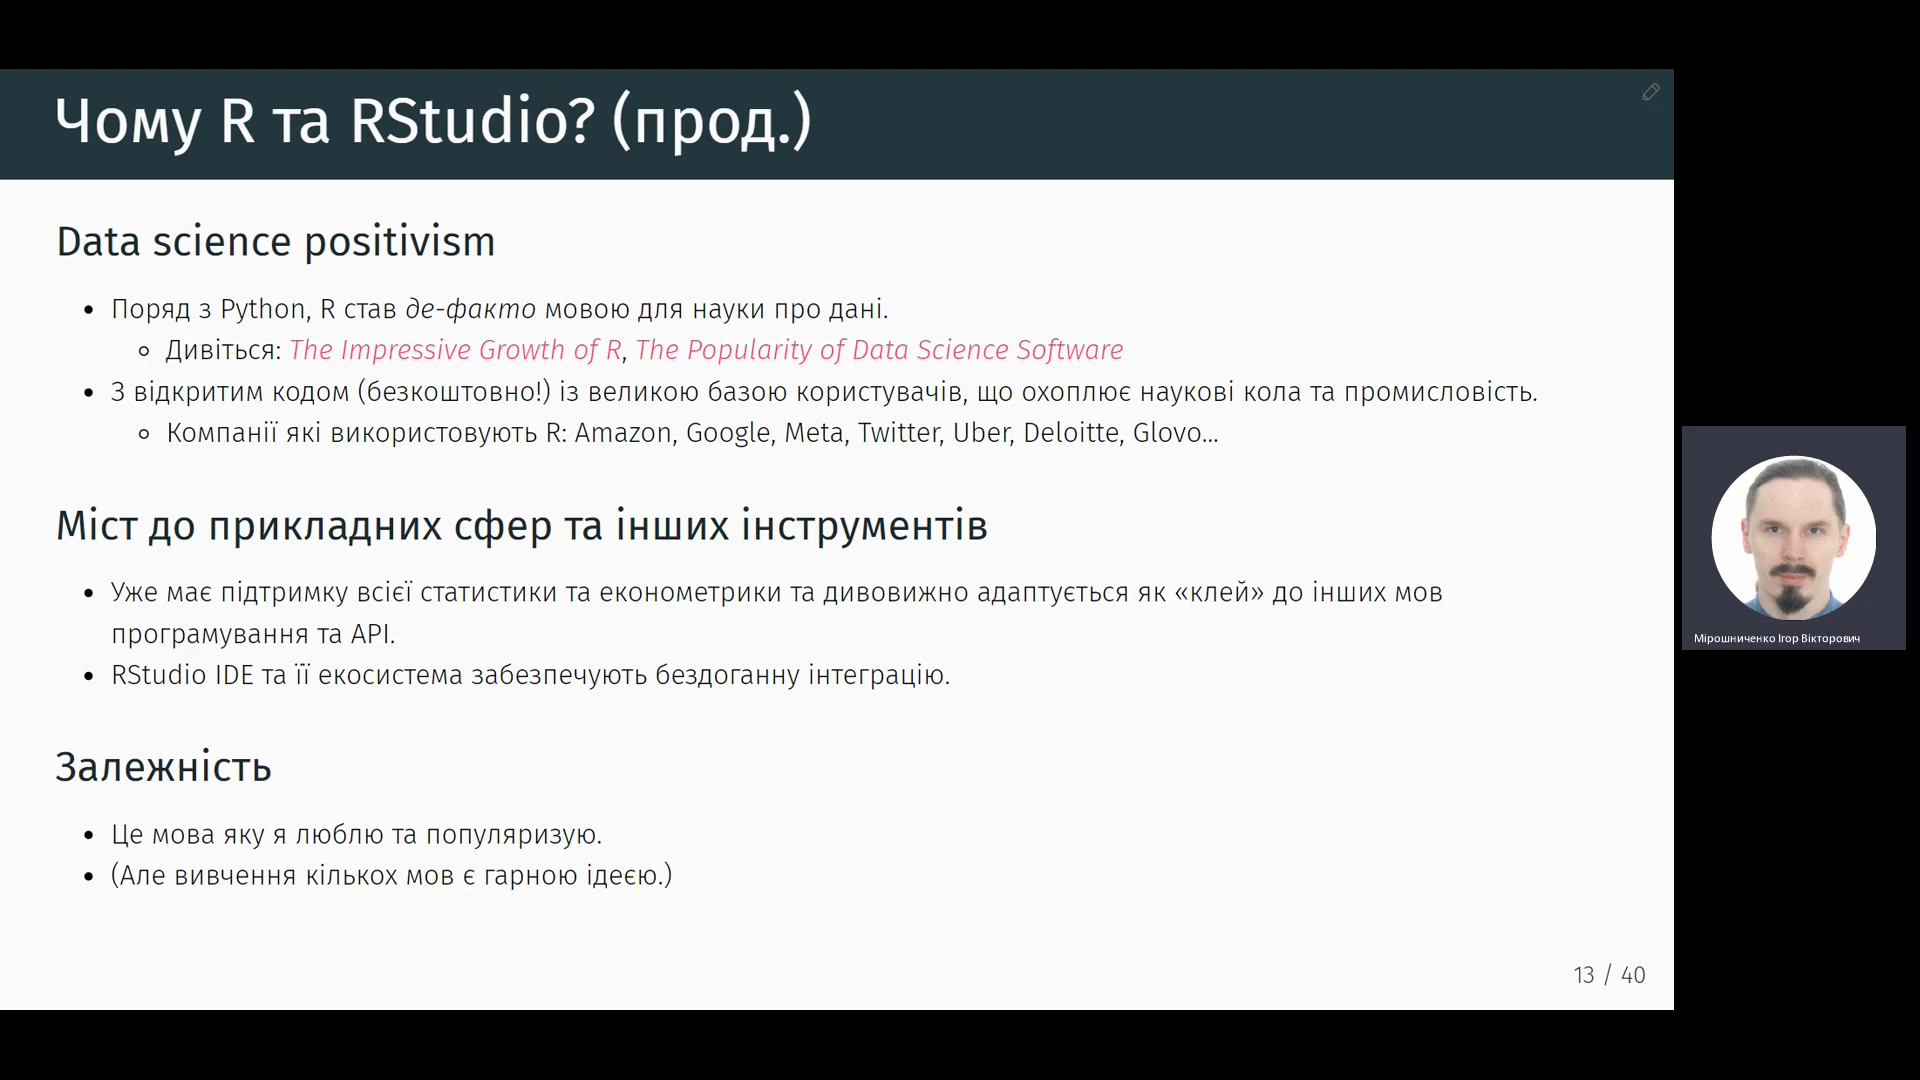 Чому R та RStudio? (прод.)
Data science positivism
Поряд з Python, R став де-факто мовою для науки про дані.
Дивіться: The Impressive Growth of R, The Popularity of Data Science Software
З відкритим кодом (безкоштовно!) із великою базою користувачів, що охоплює наукові кола та промисловість.
Компанії які використовують R: Amazon, Google, Meta, Twitter, Uber, Deloitte, Glovo...
Міст до прикладних сфер та інших інструментів
Уже має підтримку всієї статистики та економетрики та дивовижно адаптується як «клей» до інших мов
програмування та API.
RStudio IDE та її екосистема забезпечують бездоганну інтеграцію.
Залежність
Це мова яку я люблю та популяризую.
(Але вивчення кількох мов є гарною ідеєю.)
13 / 40
Мірошниченко Ігор Вікторович